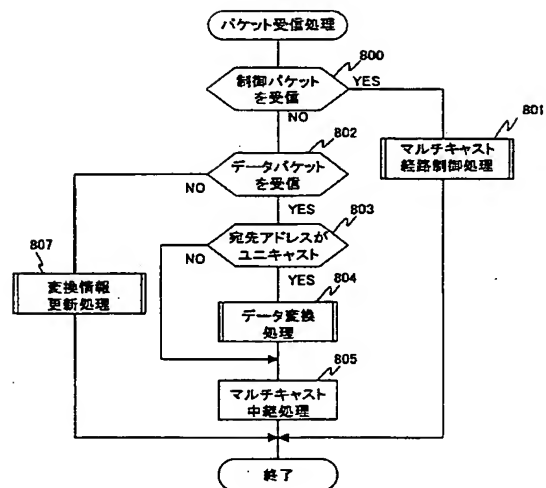 パケット受信処理
800
制御パケット
を受信
YES
NO
801
マルチキャスト
経路制御処理
802
データパケット
を受信
NO
YES
803
宛先アドレスが
ユニキャスト
NO
YES
807
変換情報
更新処理
804
データ変換
処理
805
マルチキャスト
中継処理
終了